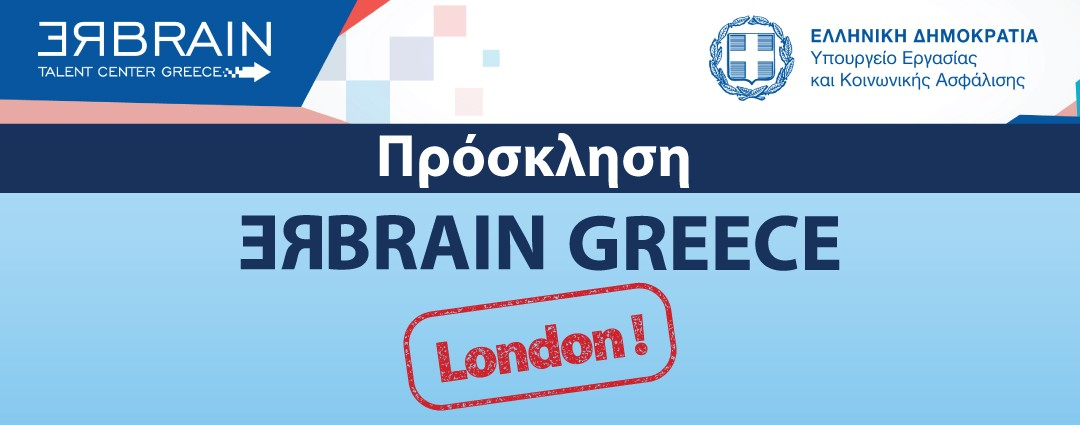 ƎЯBRAIN
TALENT CENTER GREECE
ΕΛΛΗΝΙΚΗ ΔΗΜΟΚΡΑΤΙΑ
Υπουργείο Εργασίας
και Κοινωνικής Ασφάλισης
Πρόσκληση
ƎЯBRAIN GREECE
London!